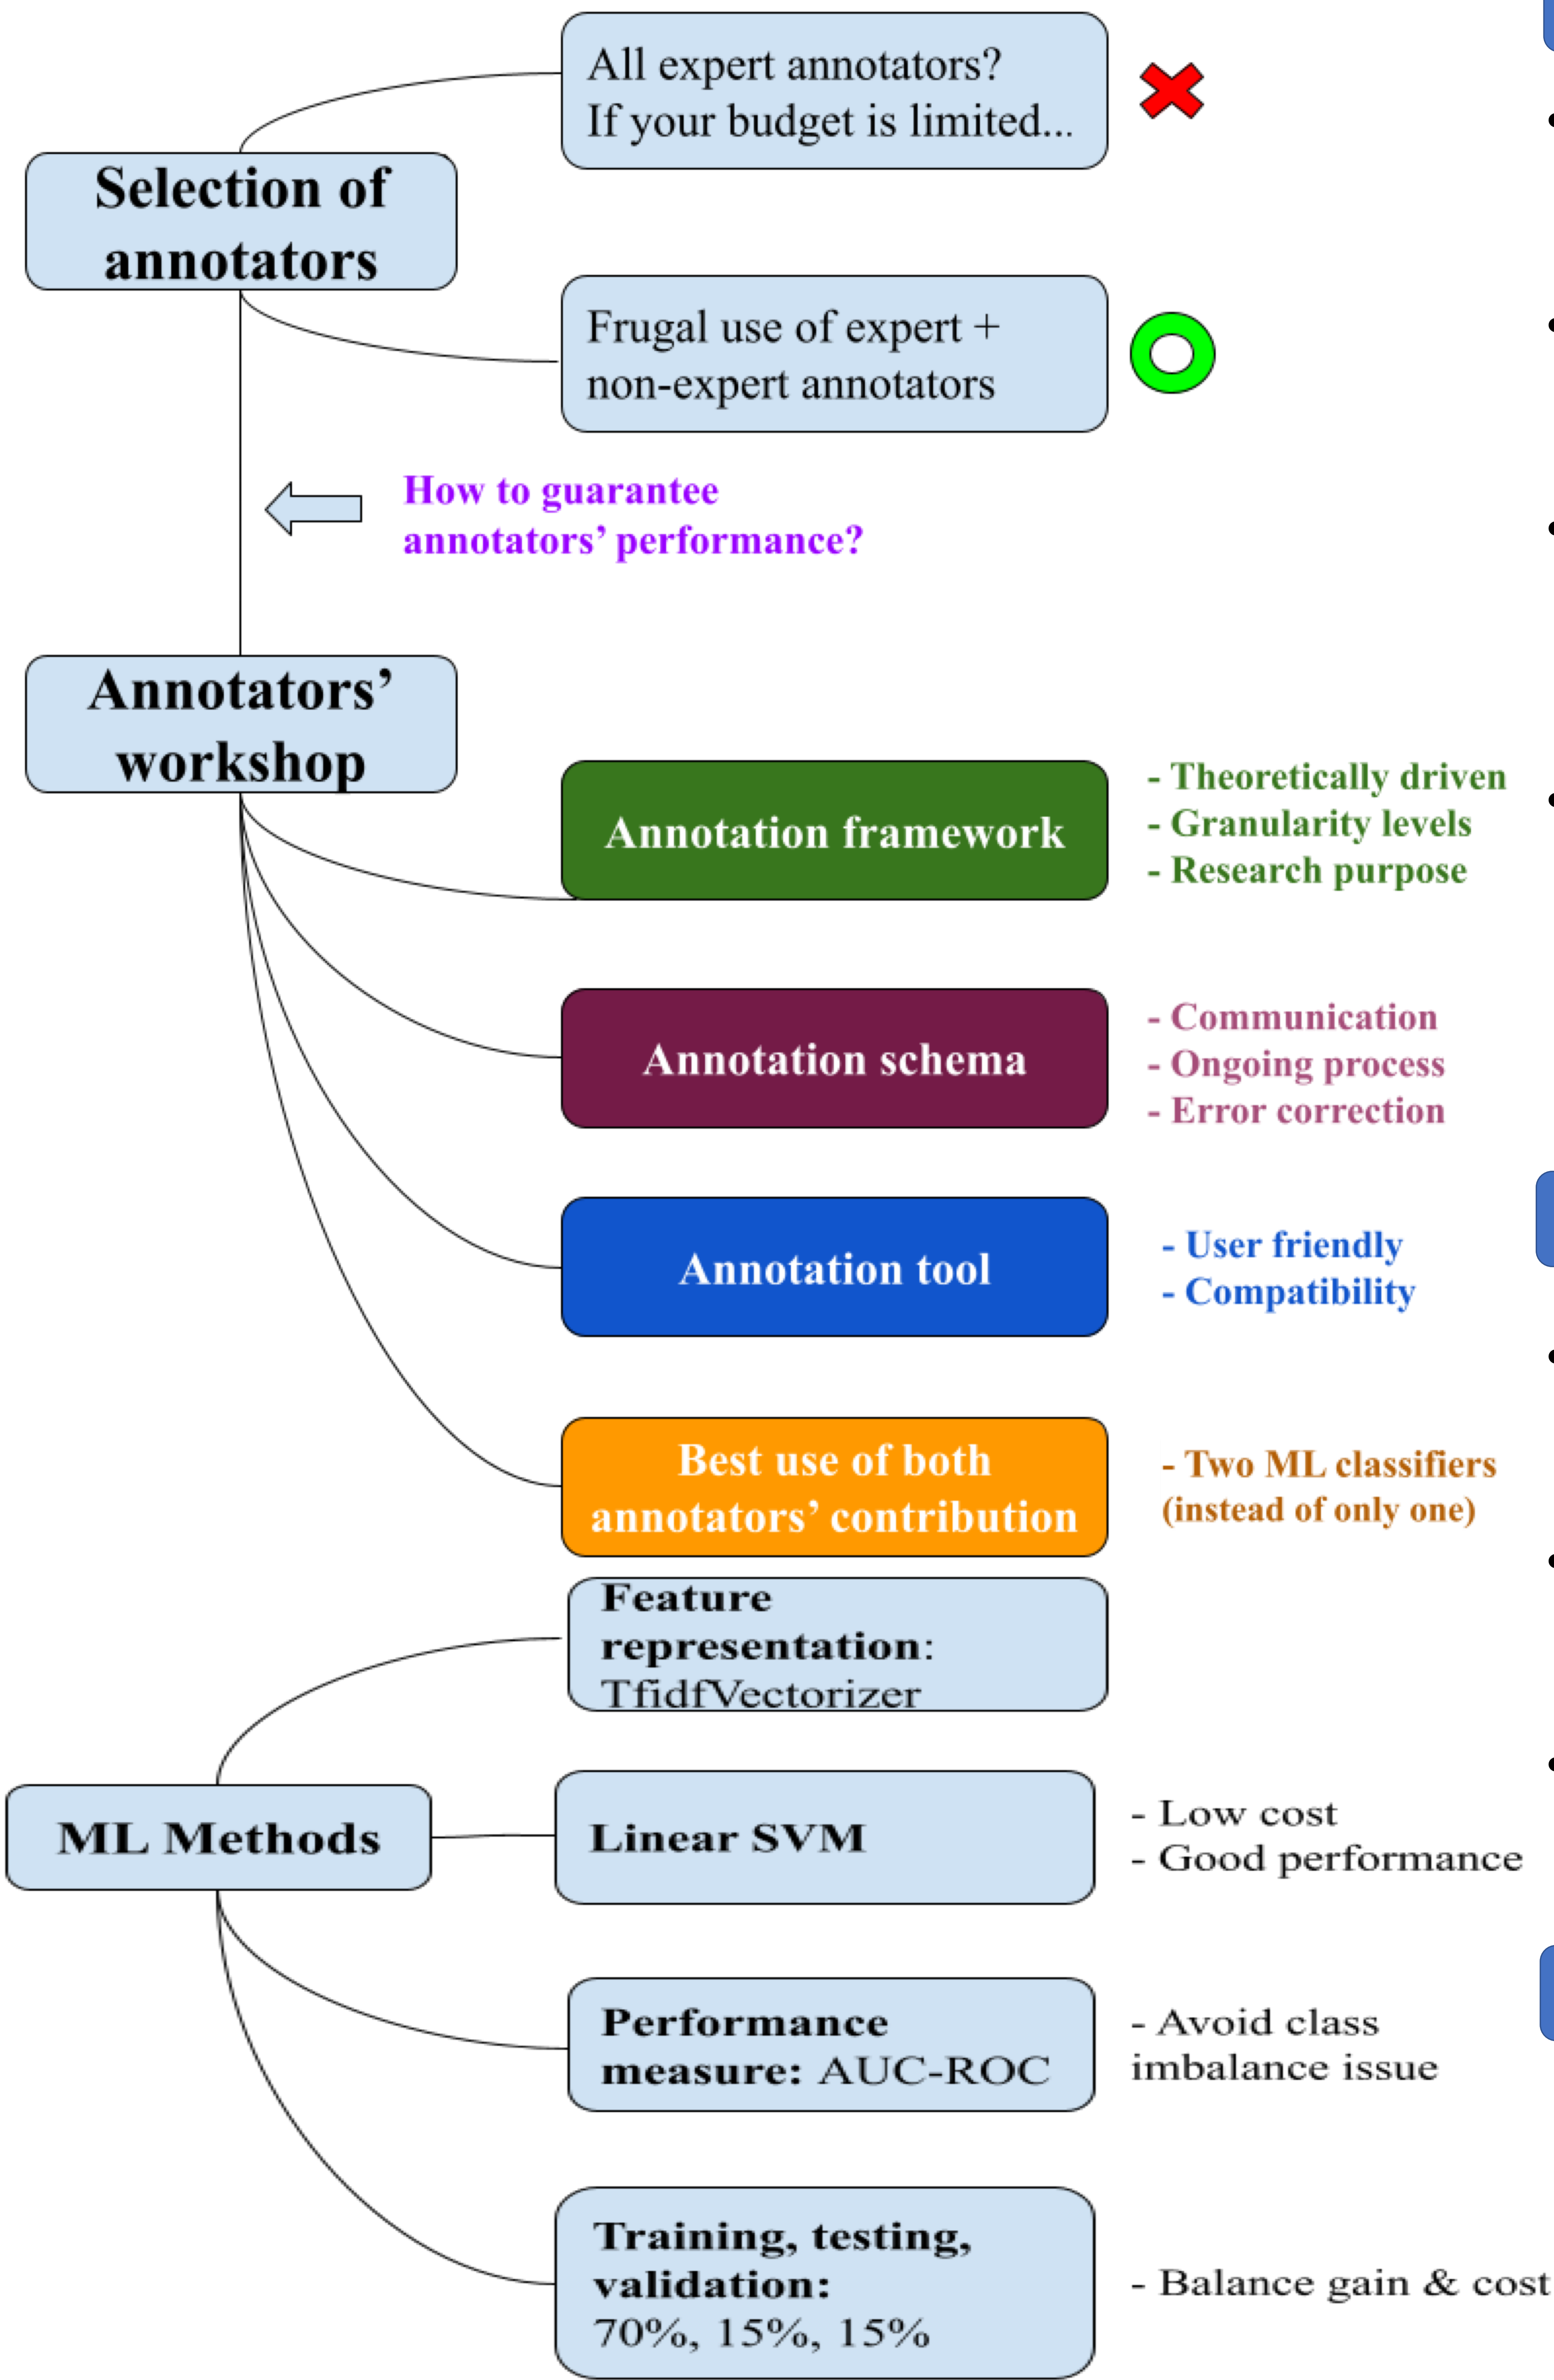 All expert annotators?
If your budget is limited...
Selection of
annotators
Frugal use of expert +
non-expert annotators
How to guarantee
annotators’ performance?
Annotators’
workshop
Annotation framework
- Theoretically driven
- Granularity levels
- Research purpose
Annotation schema
- Communication
- Ongoing process
- Error correction
Annotation tool
- User friendly
- Compatibility
Best use of both
annotators’ contribution
- Two ML classifiers
(instead of only one)
Feature
representation:
TfidfVectorizer
ML Methods
Linear SVM
- Low cost
- Good performance
Performance
measure: AUC-ROC
- Avoid class
imbalance issue
Training, testing,
validation:
70%, 15%, 15%
- Balance gain & cost